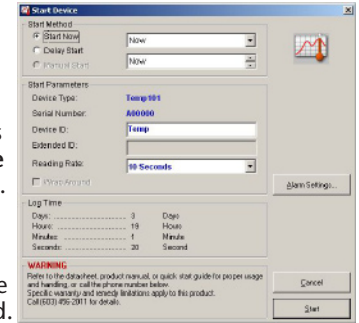 Start Device
Start Method
Start Now
Now
Delay Start
Manual Start
Now
Start Parameters
Device Type: Temp101
Serial Number: A00000
Device ID: Temp
Extended ID:
Reading Rate: 10 Seconds
Wrap Around
Alarm Settings...
Log Time
Days: 3 Days
Hours: 19 Hours
Minutes: 1 Minute
Seconds: 20 Second
WARNING
Refer to the datasheet, product manual, or quick start guide for proper usage
and handling, or call the phone number below.
Specific warranty and remedy limitations apply to this product.
Call (603) 456-2011 for details.
Cancel
Start
s
e
.
e
d.